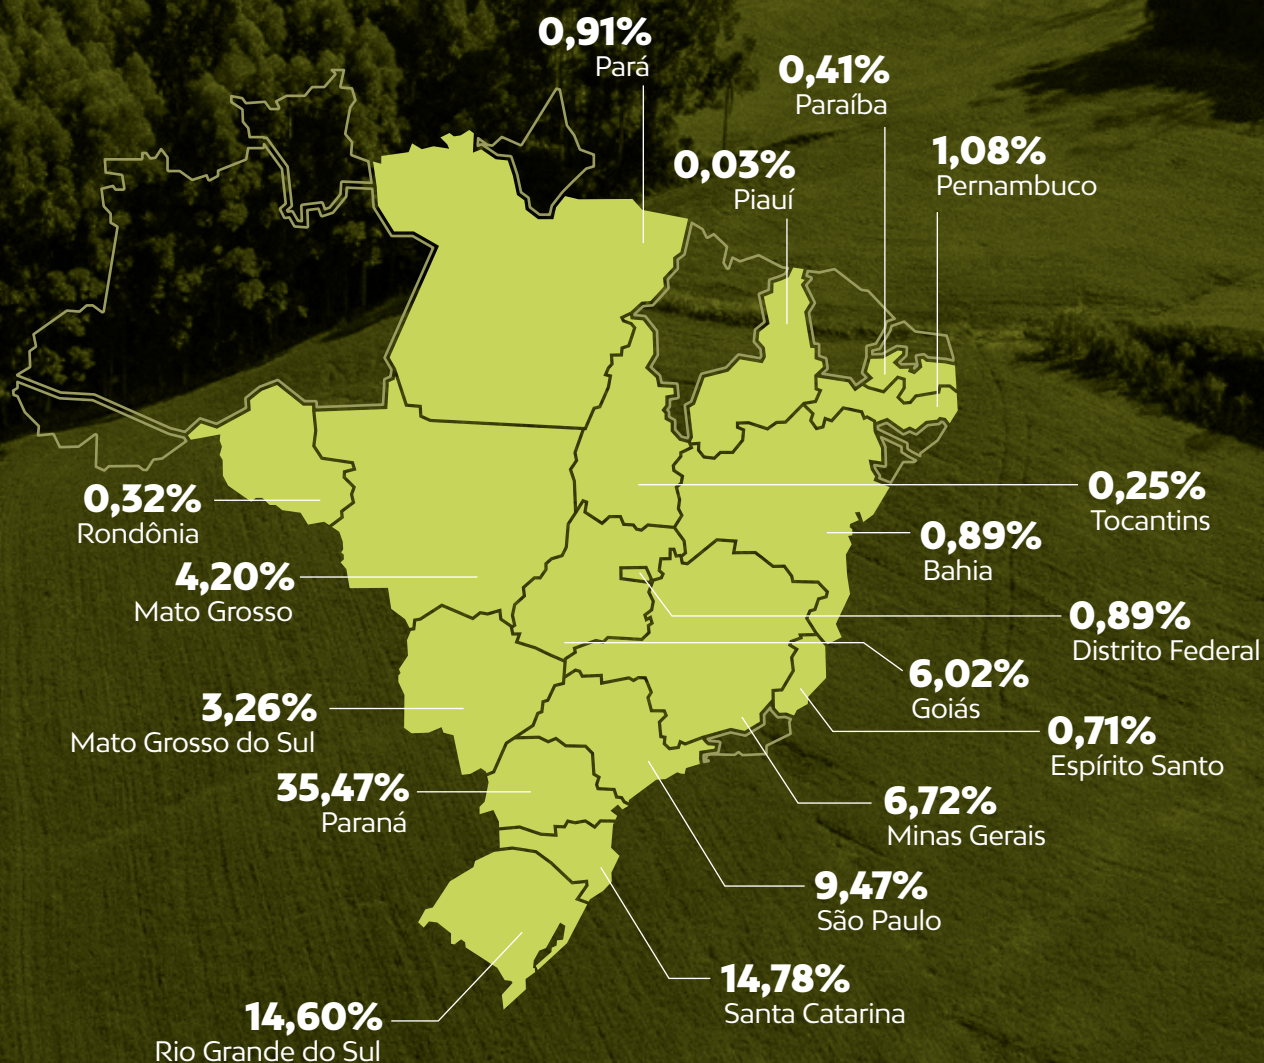 0,91%
Pará
0,41%
Paraíba
0,03%
Piauí
1,08%
Pernambuco
0,32%
Rondônia
0,25%
Tocantins
0,89%
Bahia
4,20%
Mato Grosso
0,89%
Distrito Federal
6,02%
Goiás
3,26%
Mato Grosso do Sul
0,71%
Espírito Santo
35,47%
Paraná
6,72%
Minas Gerais
9,47%
São Paulo
14,78%
Santa Catarina
14,60%
Rio Grande do Sul